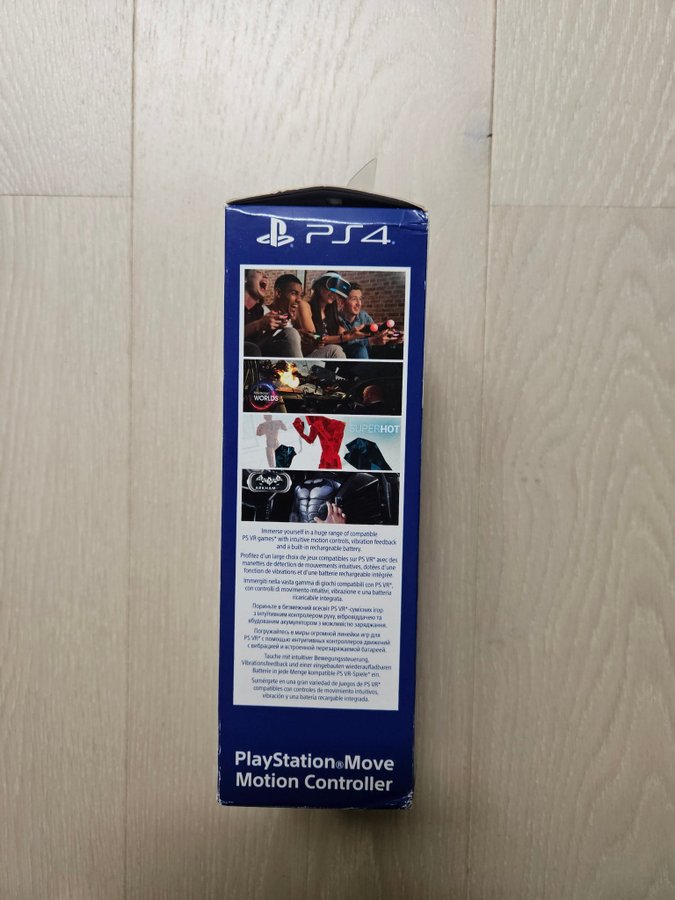 PS4
WORLDS
SUPERHOT
ARKHAM
Immerse yourself in a huge range of compatible
PS VR games* with intuitive motion controls, vibration feedback
and a built-in rechargeable battery.
Profitez d'un large choix de jeux compatibles sur PS VR* avec des
manettes de détection de mouvements intuitives, dotées d'une
fonction de vibrations et d'une batterie rechargeable intégrée.
Immergiti nella vasta gamma di giochi compatibili con PS VR*,
con controlli di movimento intuitivi, vibrazione e una batteria
ricaricabile integrata.
Пориньте в безмежний всесвіт PS VR*-сумісних ігор
з інтуїтивним контролером руху, вібровіддачею та
вбудованим акумулятором з можливістю заряджання.
Погружайтесь в миры огромной линейки игр для
PS VR* с помощью интуитивных контроллеров движений
с вибрацией и встроенной перезаряжаемой батареей.
Tauche mit intuitiver Bewegungssteuerung,
Vibrationsfeedback und einer eingebauten wiederaufladbaren
Batterie in jede Menge kompatible PS VR-Spiele* ein.
Sumérgete en una gran variedad de juegos de PS VR*
compatibles con controles de movimiento intuitivos,
vibración y una batería recargable integrada.
PlayStation®Move
Motion Controller